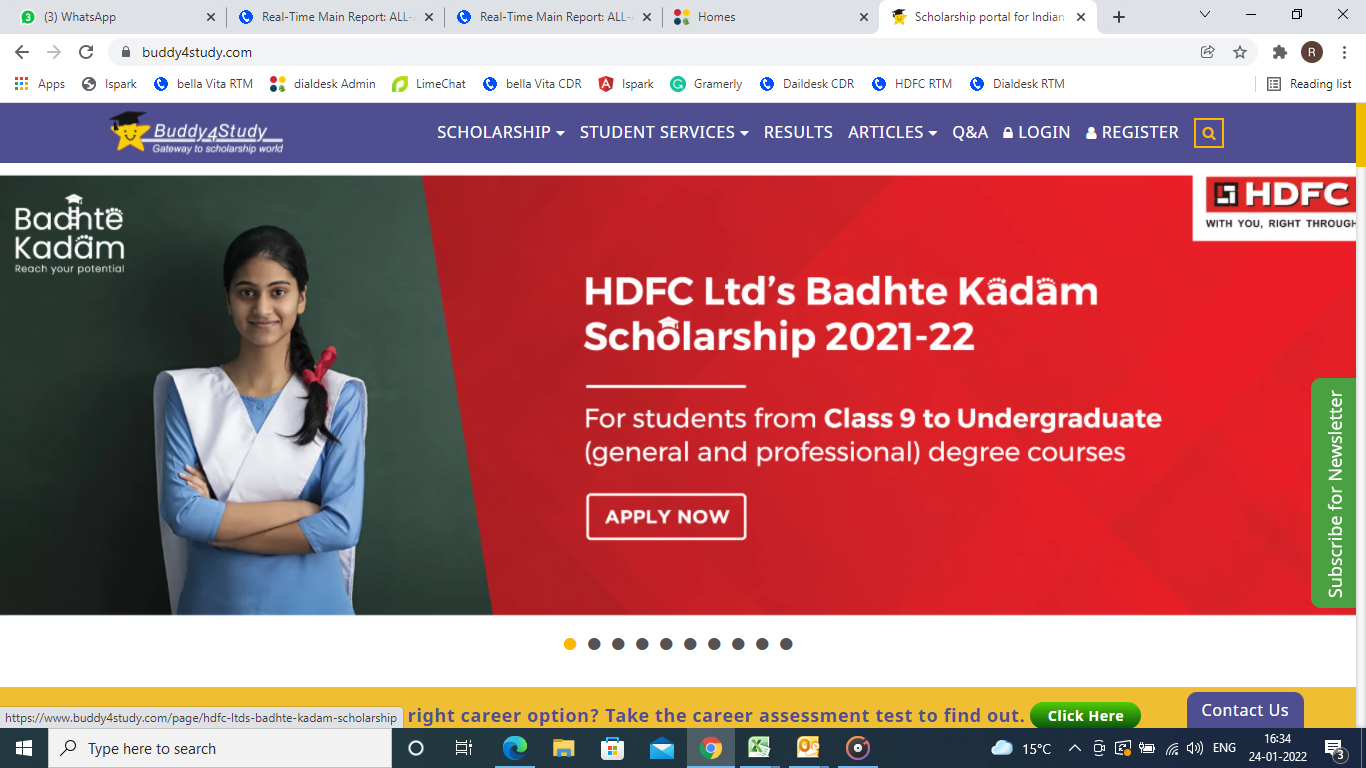 (3) WhatsApp
Real-Time Main Report: ALL-A
Real-Time Main Report: ALL-A
Homes
Scholarship portal for Indian
buddy4study.com
R
Apps
Ispark
bella Vita RTM
dialdesk Admin
LimeChat
bella Vita CDR
Ispark
Gramerly
Daildesk CDR
HDFC RTM
Dialdesk RTM
Reading list
Buddy4Study
Gateway to scholarship world
SCHOLARSHIP
STUDENT SERVICES
RESULTS
ARTICLES
Q&A
LOGIN
REGISTER
Badhte
Kadam
Reach your potential
HDFC
WITH YOU, RIGHT THROUGH
HDFC Ltd's Badhte Kadam
Scholarship 2021-22
For students from Class 9 to Undergraduate
(general and professional) degree courses
APPLY NOW
Subscribe for Newsletter
right career option? Take the career assessment test to find out.
Click Here
Contact Us
https://www.buddy4study.com/page/hdfc-ltds-badhte-kadam-scholarship
Type here to search
15°C
ENG
16:34
24-01-2022
3